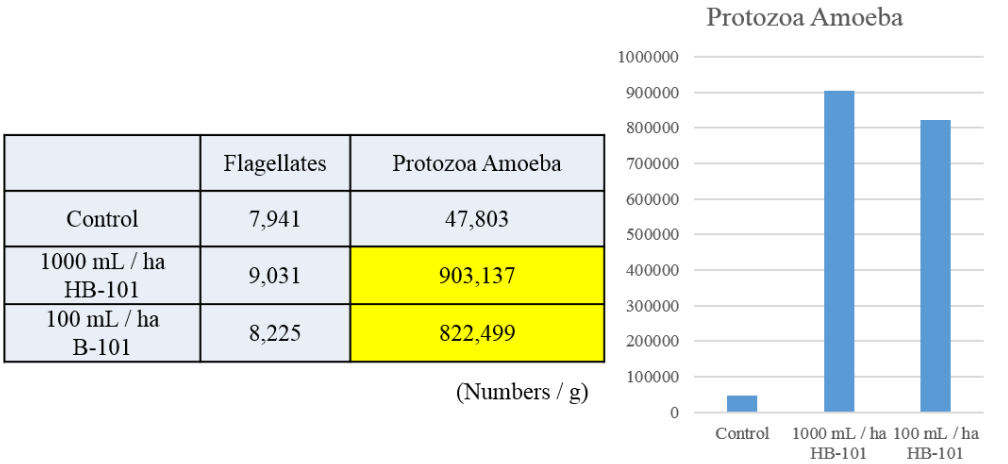 Flagellates Protozoa Amoeba
Control 7,941 47,803
1000 mL / ha
HB-101 9,031 903,137
100 mL / ha
B-101 8,225 822,499
(Numbers / g)
Protozoa Amoeba
1000000
900000
800000
700000
600000
500000
400000
300000
200000
100000
0
Control 1000 mL / ha 100 mL / ha
HB-101 HB-101